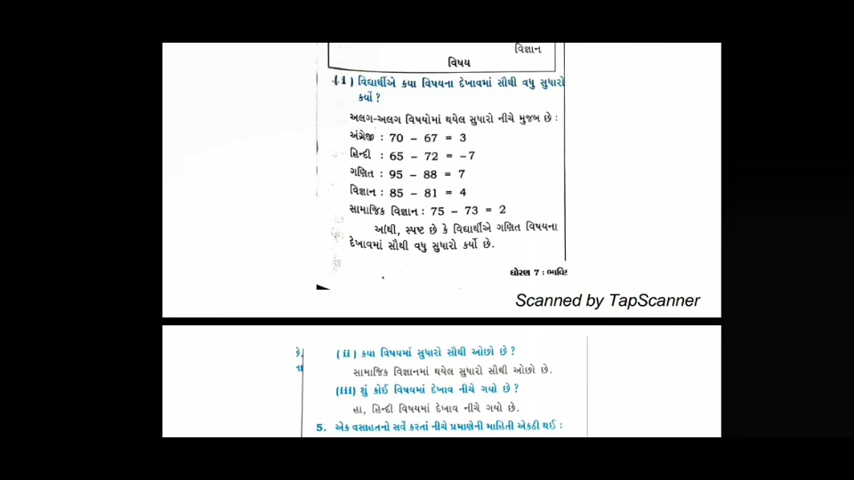 વિજ્ઞાન
વિષય
(i) વિદ્યાર્થીએ કયા વિષયના દેખાવમાં સૌથી વધુ સુધારો
કર્યો ?
અલગ-અલગ વિષયોમાં થયેલ સુધારો નીચે મુજબ છે :
અંગ્રેજી : 70 – 67 = 3
હિન્દી : 65 – 72 = –7
ગણિત : 95 – 88 = 7
વિજ્ઞાન : 85 – 81 = 4
સામાજિક વિજ્ઞાન : 75 – 73 = 2
આથી, સ્પષ્ટ છે કે વિદ્યાર્થીએ ગણિત વિષયના
દેખાવમાં સૌથી વધુ સુધારો કર્યો છે.
ધોરણ 7 :
Scanned by TapScanner
(ii) કયા વિષયમાં સુધારો સૌથી ઓછો છે ?
સામાજિક વિજ્ઞાનમાં થયેલ સુધારો સૌથી ઓછો છે.
(iii) શું કોઈ વિષયમાં દેખાવ નીચે ગયો છે ?
હા, હિન્દી વિષયમાં દેખાવ નીચે ગયો છે.
5. એક વસાહતનો સર્વે કરતાં નીચે પ્રમાણેની માહિતી એકઠી થઈ :